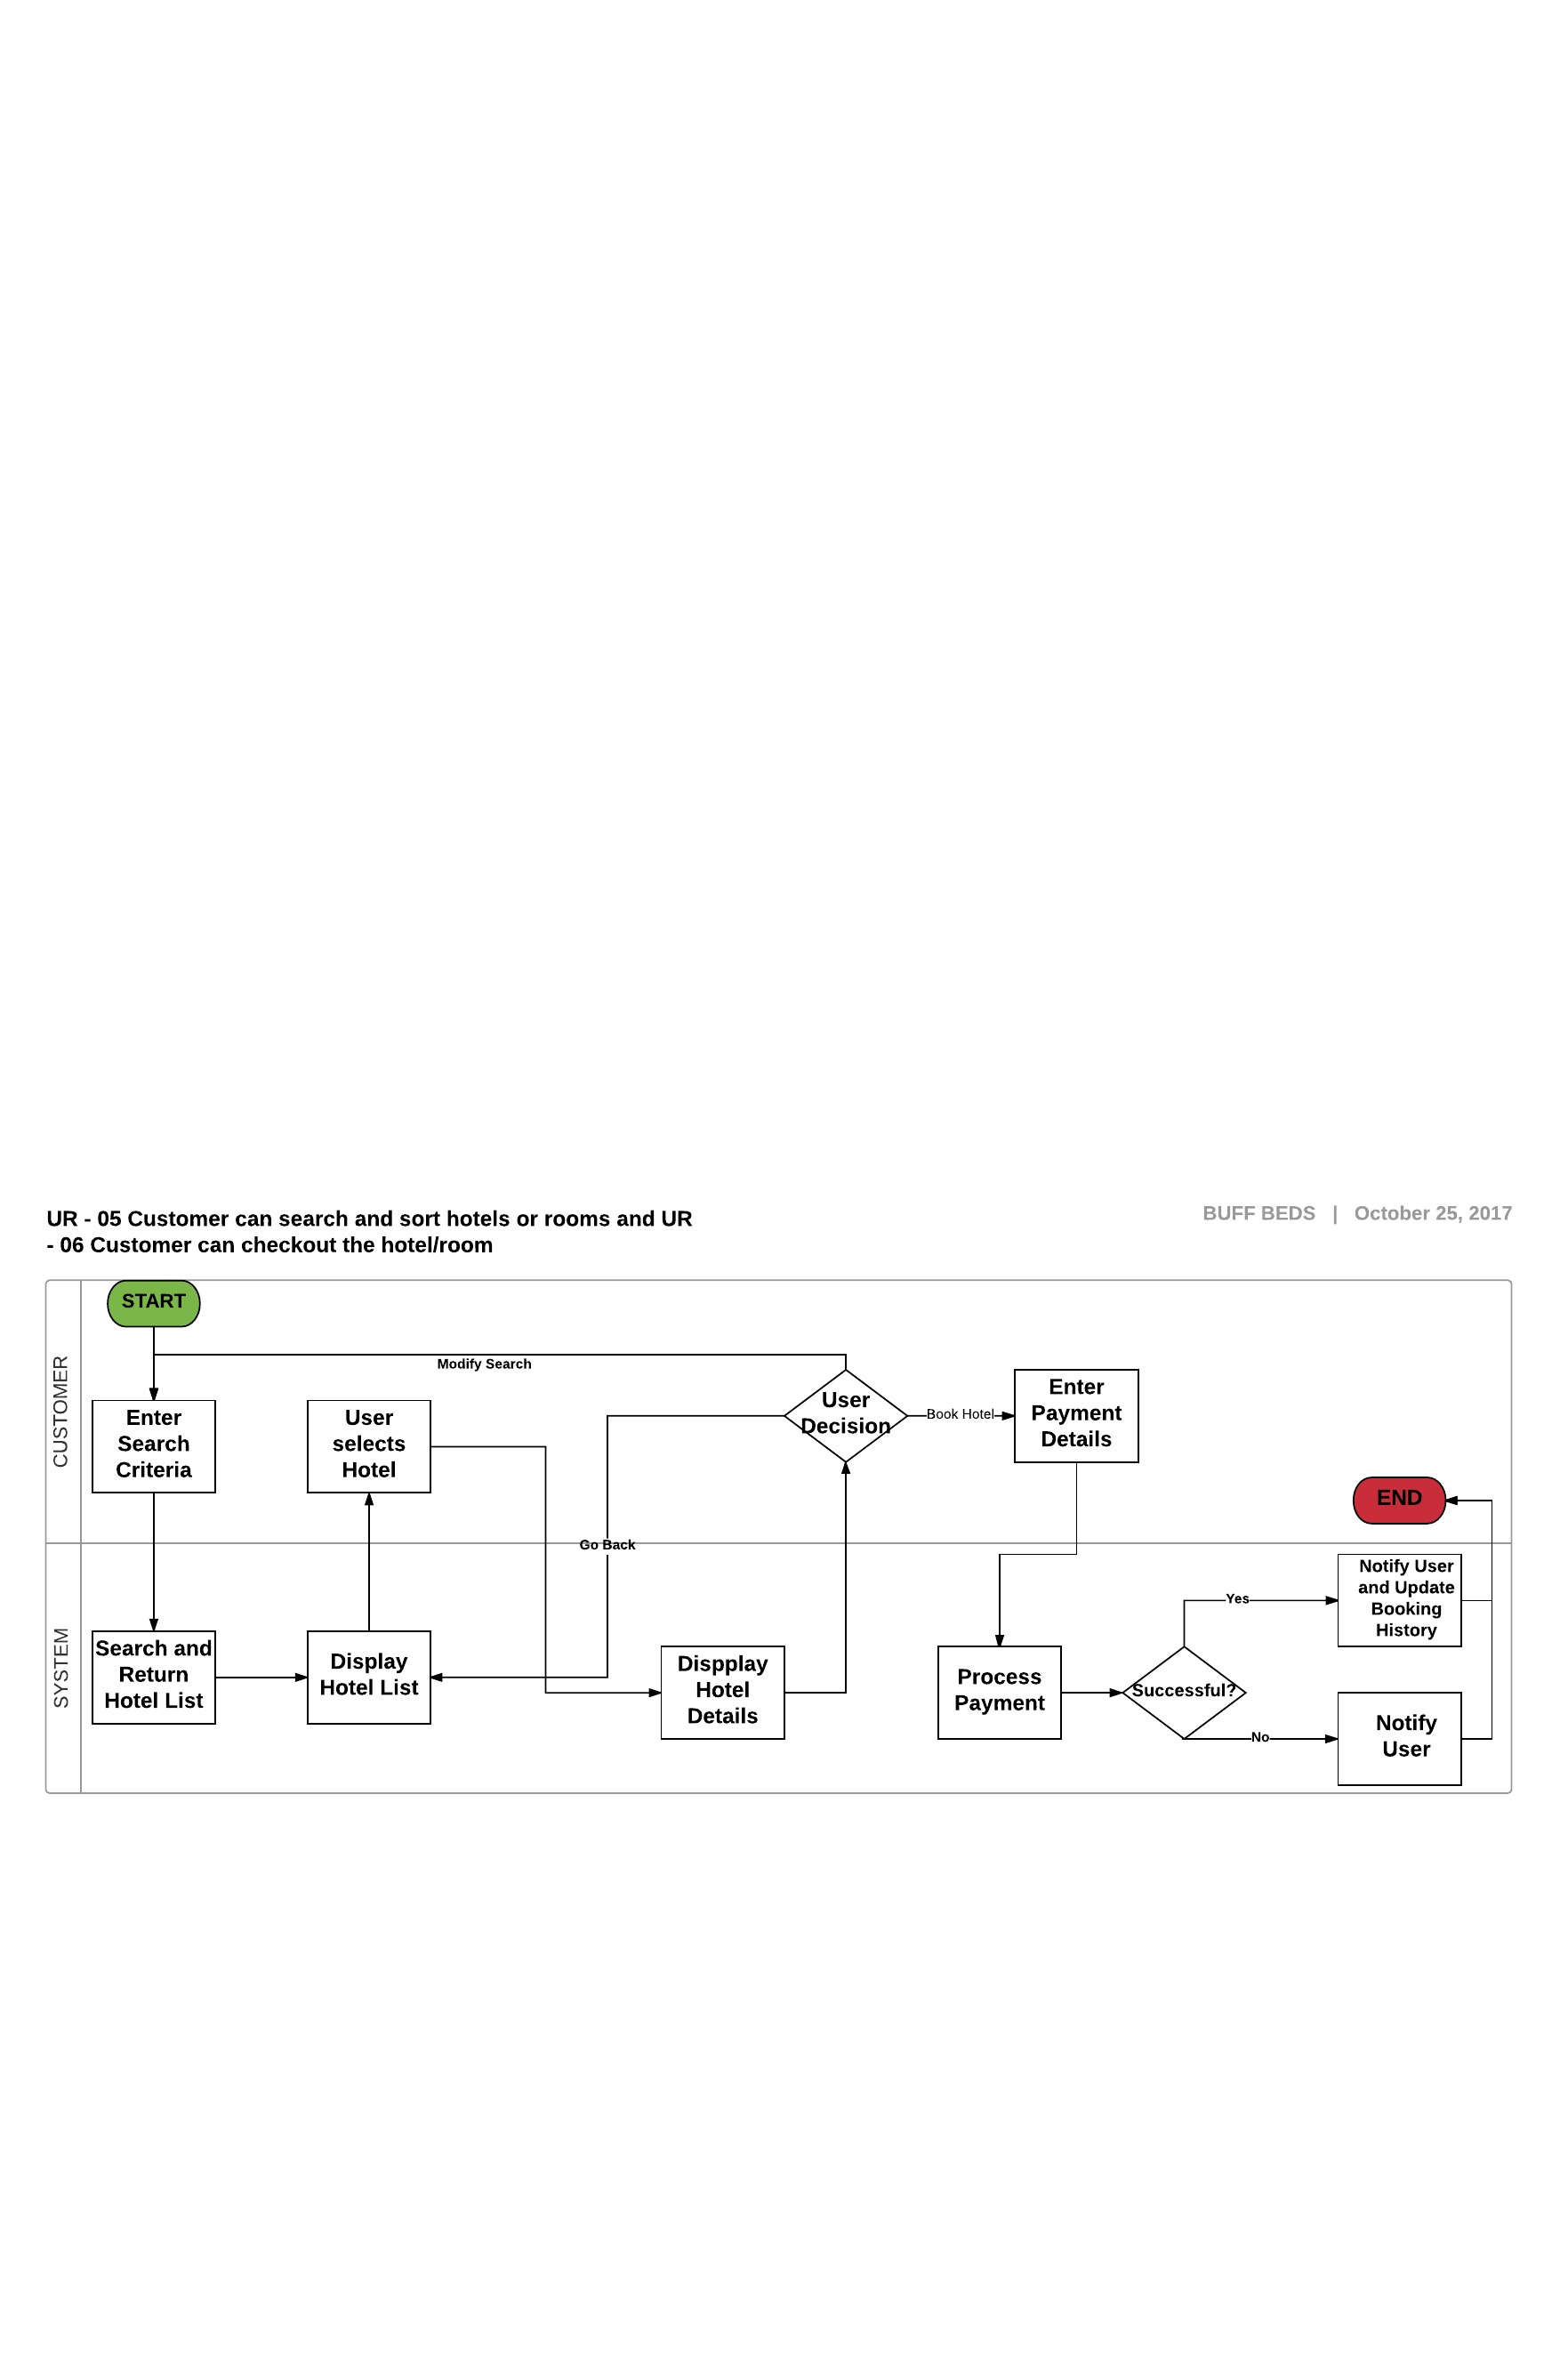 UR - 05 Customer can search and sort hotels or rooms and UR
- 06 Customer can checkout the hotel/room
BUFF BEDS | October 25, 2017
CUSTOMER
START
Modify Search
Enter
Search
Criteria
User
selects
Hotel
User
Decision
Book Hotel
Enter
Payment
Details
END
Go Back
SYSTEM
Search and
Return
Hotel List
Display
Hotel List
Dispplay
Hotel
Details
Process
Payment
Successful?
Yes
No
Notify User
and Update
Booking
History
Notify
User